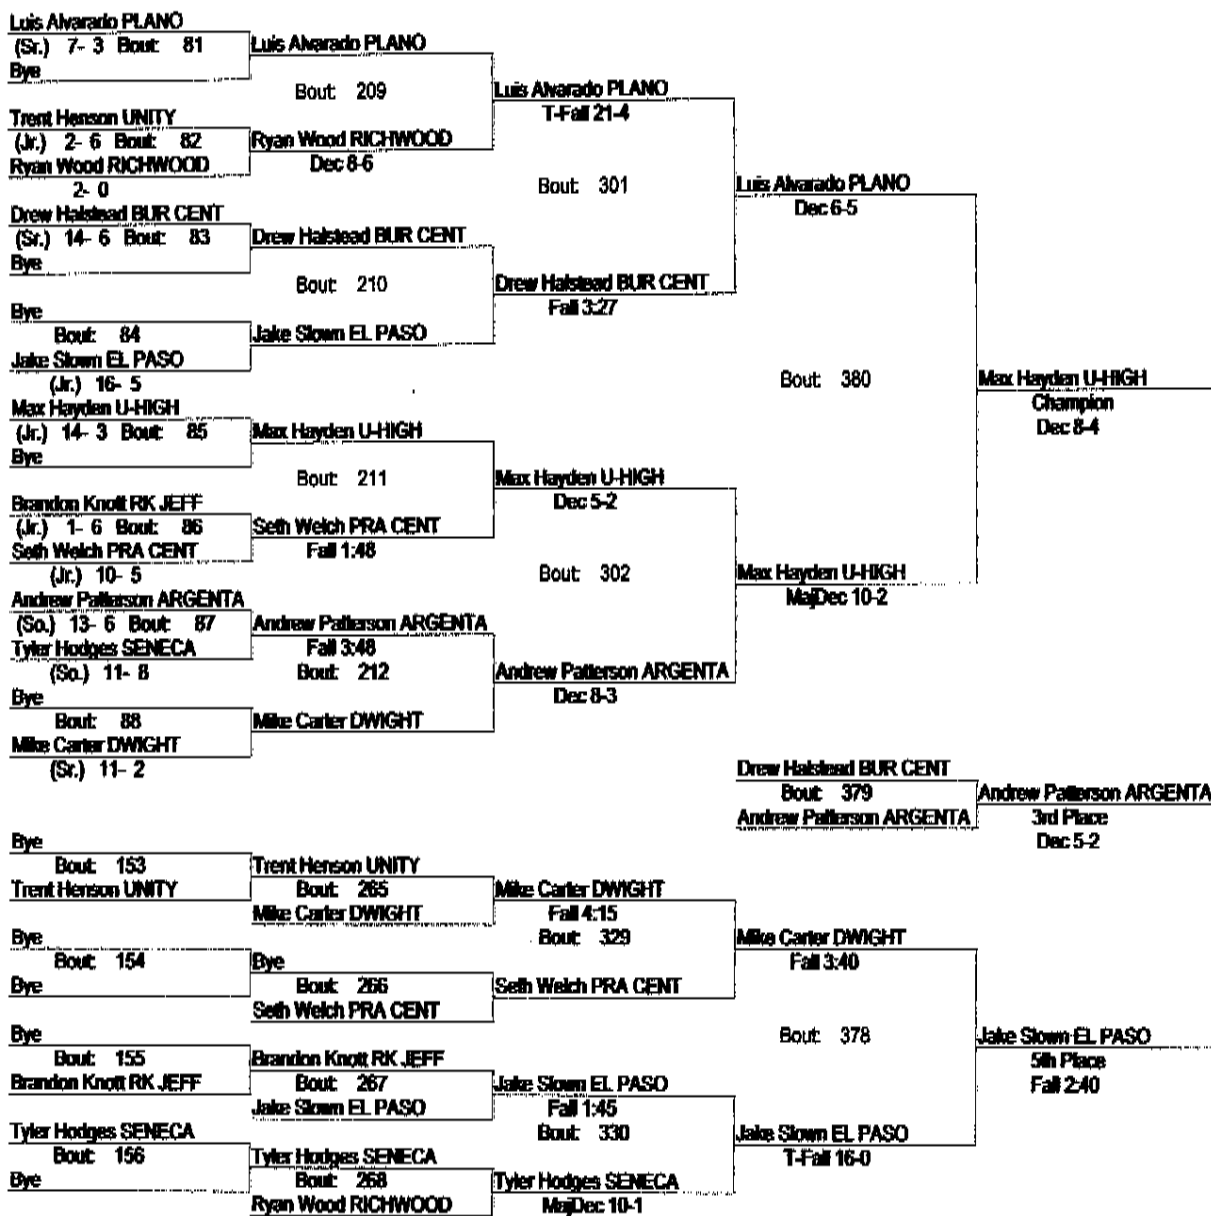 Luis Alvarado PLANO
(Sr.) 7- 3 Bout: 81
Bye
Trent Henson UNITY
(Jr.) 2- 6 Bout: 82
Ryan Wood RICHWOOD
2- 0
Drew Halstead BUR CENT
(Sr.) 14- 6 Bout: 83
Bye
Bye
Bout: 84
Jake Slown EL PASO
(Jr.) 16- 5
Max Hayden U-HIGH
(Jr.) 14- 3 Bout: 85
Bye
Brandon Knott RK JEFF
(Jr.) 1- 6 Bout: 86
Seth Welch PRA CENT
(Jr.) 10- 5
Andrew Patterson ARGENTA
(So.) 13- 6 Bout: 87
Tyler Hodges SENECA
(So.) 11- 8
Bye
Bout: 88
Mike Carter DWIGHT
(Sr.) 11- 2
Luis Alvarado PLANO
Bout: 209
Ryan Wood RICHWOOD
Dec 8-6
Drew Halstead BUR CENT
Bout: 210
Jake Slown EL PASO
Max Hayden U-HIGH
Bout: 211
Seth Welch PRA CENT
Fall 1:48
Andrew Patterson ARGENTA
Fall 3:48
Bout: 212
Mike Carter DWIGHT
Luis Alvarado PLANO
T-Fall 21-4
Bout: 301
Drew Halstead BUR CENT
Fall 3:27
Max Hayden U-HIGH
Dec 5-2
Bout: 302
Andrew Patterson ARGENTA
Dec 8-3
Luis Alvarado PLANO
Dec 6-5
Bout: 380
Max Hayden U-HIGH
MajDec 10-2
Max Hayden U-HIGH
Champion
Dec 8-4
Drew Halstead BUR CENT
Bout: 379
Andrew Patterson ARGENTA
Andrew Patterson ARGENTA
3rd Place
Dec 5-2
Bye
Bout: 153
Trent Henson UNITY
Bye
Bout: 154
Bye
Bye
Bout: 155
Brandon Knott RK JEFF
Tyler Hodges SENECA
Bout: 156
Bye
Trent Henson UNITY
Bout: 265
Mike Carter DWIGHT
Bye
Bout: 266
Seth Welch PRA CENT
Brandon Knott RK JEFF
Bout: 267
Jake Slown EL PASO
Tyler Hodges SENECA
Bout: 268
Ryan Wood RICHWOOD
Mike Carter DWIGHT
Fall 4:15
Bout: 329
Seth Welch PRA CENT
Jake Slown EL PASO
Fall 1:45
Bout: 330
Tyler Hodges SENECA
MajDec 10-1
Mike Carter DWIGHT
Fall 3:40
Bout: 378
Jake Slown EL PASO
T-Fall 16-0
Jake Slown EL PASO
5th Place
Fall 2:40